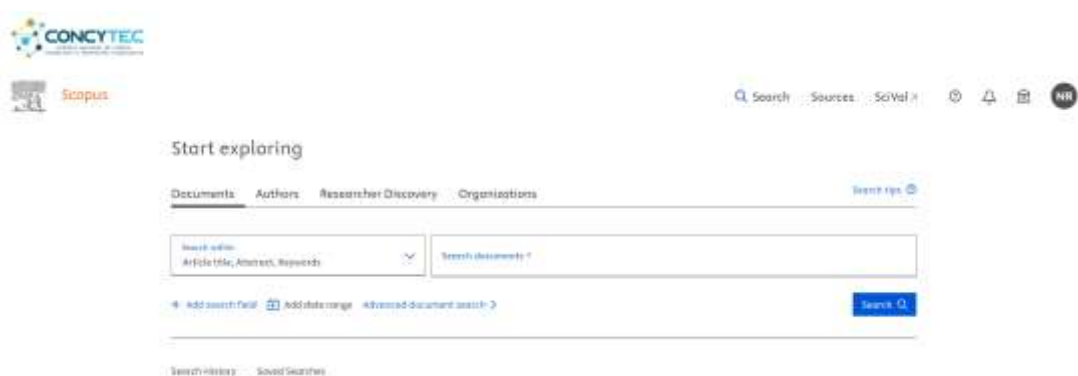 CONCYTEC
Scopus
Search Sources SciVal
NR
Start exploring
Documents Authors Researcher Discovery Organizations
Search tips
Search within
Article title, Abstract, Keywords
Search documents *
Add search field Add date range Advanced document search >
Search
Search History Saved Searches